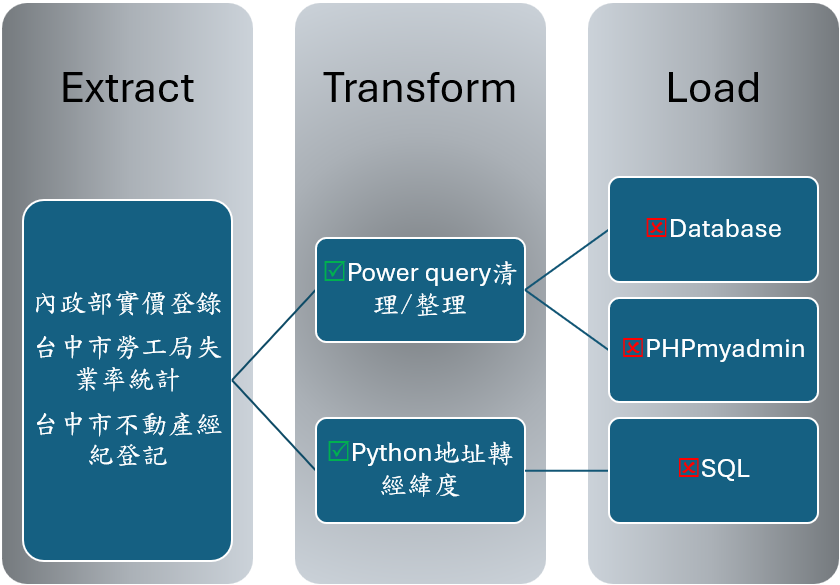 Extract
內政部實價登錄
台中市勞工局失
業率統計
台中市不動產經
紀登記
Transform
☑Power query清
理/整理
☑Python地址轉
經緯度
Load
☒Database
☒PHPmyadmin
☒SQL